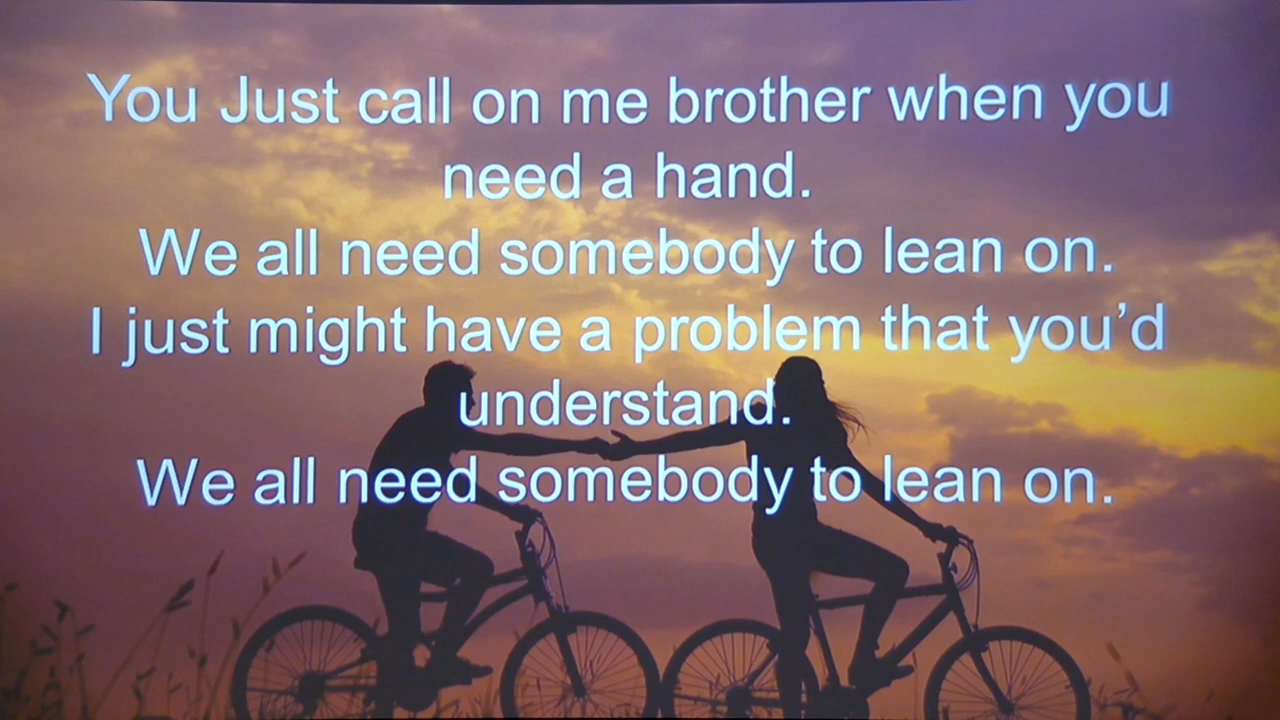 You Just call on me brother when you
need a hand.
We all need somebody to lean on.
I just might have a problem that you’d
understand.
We all need somebody to lean on.